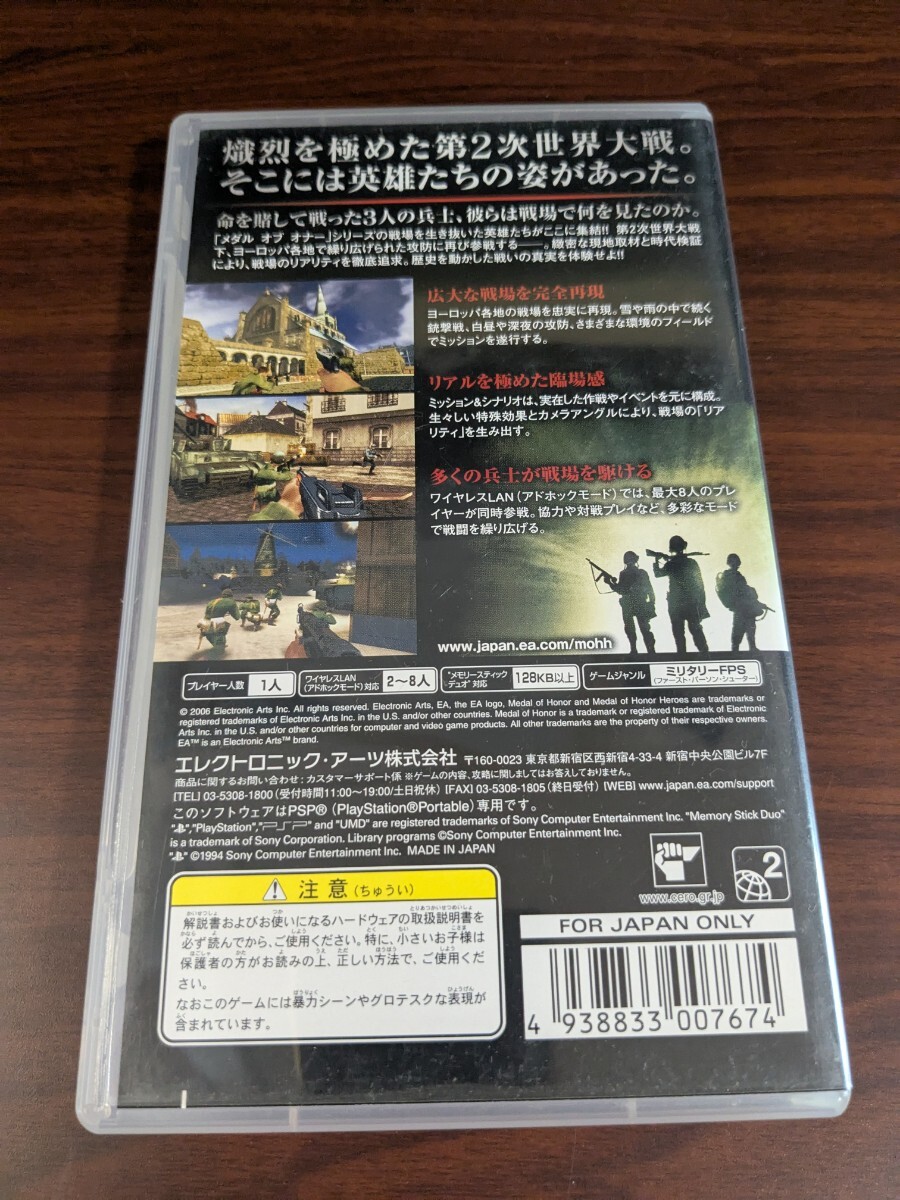 熾烈を極めた第2次世界大戦。
そこには英雄たちの姿があった。
命を賭して戦った3人の兵士、彼らは戦場で何を見たのか。
「メダル オブ オナー」シリーズの戦場を生き抜いた英雄たちがここに集結!! 第2次世界大戦
下、ヨーロッパ各地で繰り広げられた攻防に再び参戦する――。緻密な現地取材と時代検証
により、戦場のリアリティを徹底追求。歴史を動かした戦いの真実を体験せよ!!
広大な戦場を完全再現
ヨーロッパ各地の戦場を忠実に再現。雪や雨の中で続く
銃撃戦、白昼や深夜の攻防、さまざまな環境のフィールド
でミッションを遂行する。
リアルを極めた臨場感
ミッション&シナリオは、実在した作戦やイベントを元に構成。
生々しい特殊効果とカメラアングルにより、戦場の「リア
リティ」を生み出す。
多くの兵士が戦場を駆ける
ワイヤレスLAN（アドホックモード）では、最大8人のプレ
イヤーが同時参戦。協力や対戦プレイなど、多彩なモード
で戦闘を繰り広げる。
www.japan.ea.com/mohh
プレイヤー人数 1人 ワイヤレスLAN（アドホックモード）対応 2〜8人 "メモリースティック デュオ"対応 128KB以上 ゲームジャンル ミリタリーFPS（ファースト・パーソン・シューター）
© 2006 Electronic Arts Inc. All rights reserved. Electronic Arts, EA, the EA logo, Medal of Honor and Medal of Honor Heroes are trademarks or
registered trademarks of Electronic Arts Inc. in the U.S. and/or other countries. Medal of Honor is a trademark or registered trademark of Electronic
Arts Inc. in the U.S. and/or other countries for computer and video game products. All other trademarks are the property of their respective owners.
EA™ is an Electronic Arts™ brand.
エレクトロニック・アーツ株式会社 〒160-0023 東京都新宿区西新宿4-33-4 新宿中央公園ビル7F
商品に関するお問い合わせ：カスタマーサポート係 ※ゲームの内容、攻略に関しましてはお答えしておりません。
[TEL] 03-5308-1800（受付時間11:00〜19:00/土日祝休） [FAX] 03-5308-1805（終日受付） [WEB] www.japan.ea.com/support
このソフトウェアはPSP®（PlayStation®Portable）専用です。
" ","PlayStation","PSP" and "UMD" are registered trademarks of Sony Computer Entertainment Inc. "Memory Stick Duo"
is a trademark of Sony Corporation. Library programs ©Sony Computer Entertainment Inc.
" " ©1994 Sony Computer Entertainment Inc. MADE IN JAPAN
www.cero.gr.jp
2
注意（ちゅうい）
解説書およびお使いになるハードウェアの取扱説明書を
必ず読んでから、ご使用ください。特に、小さいお子様は
保護者の方がお読みの上、正しい方法で、ご使用くだ
さい。
なおこのゲームには暴力シーンやグロテスクな表現が
含まれています。
FOR JAPAN ONLY
4 938833 007674